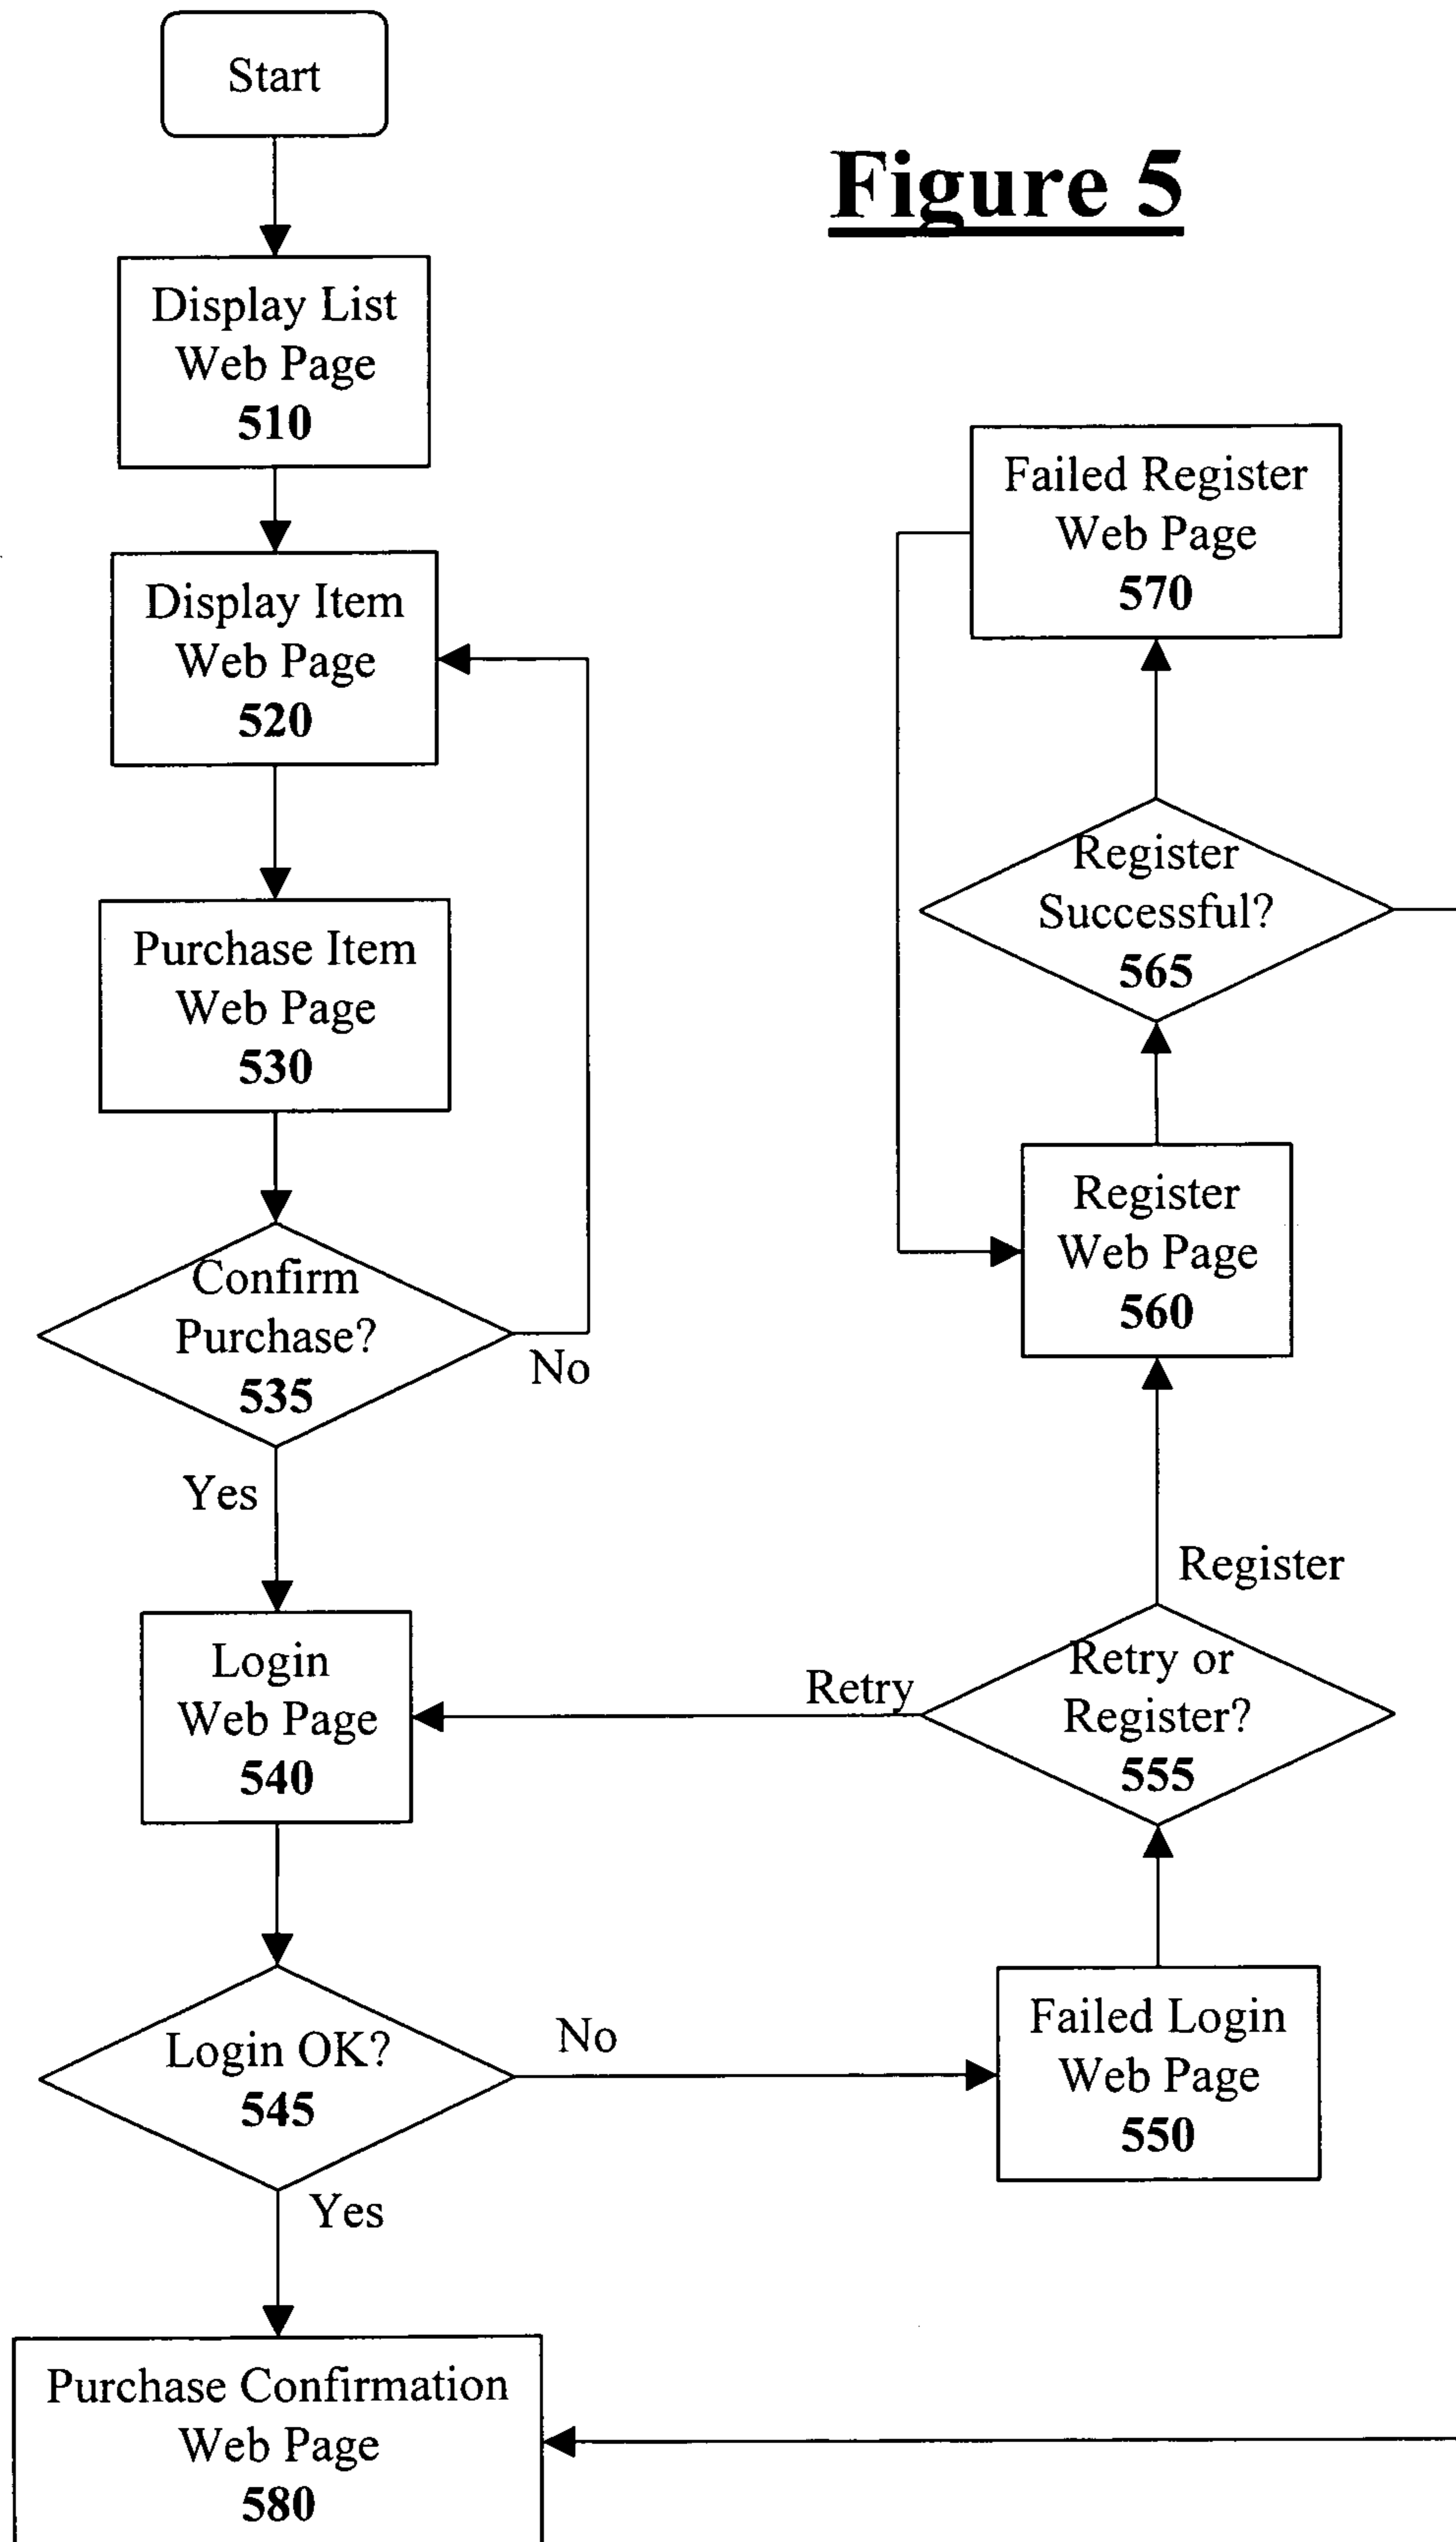 Start
Figure 5
Display List
Web Page
510
Display Item
Web Page
520
Purchase Item
Web Page
530
Confirm
Purchase?
535
No
Yes
Login
Web Page
540
Login OK?
545
No
Yes
Failed Login
Web Page
550
Retry or
Register?
555
Retry
Register
Register
Web Page
560
Register
Successful?
565
Failed Register
Web Page
570
Purchase Confirmation
Web Page
580